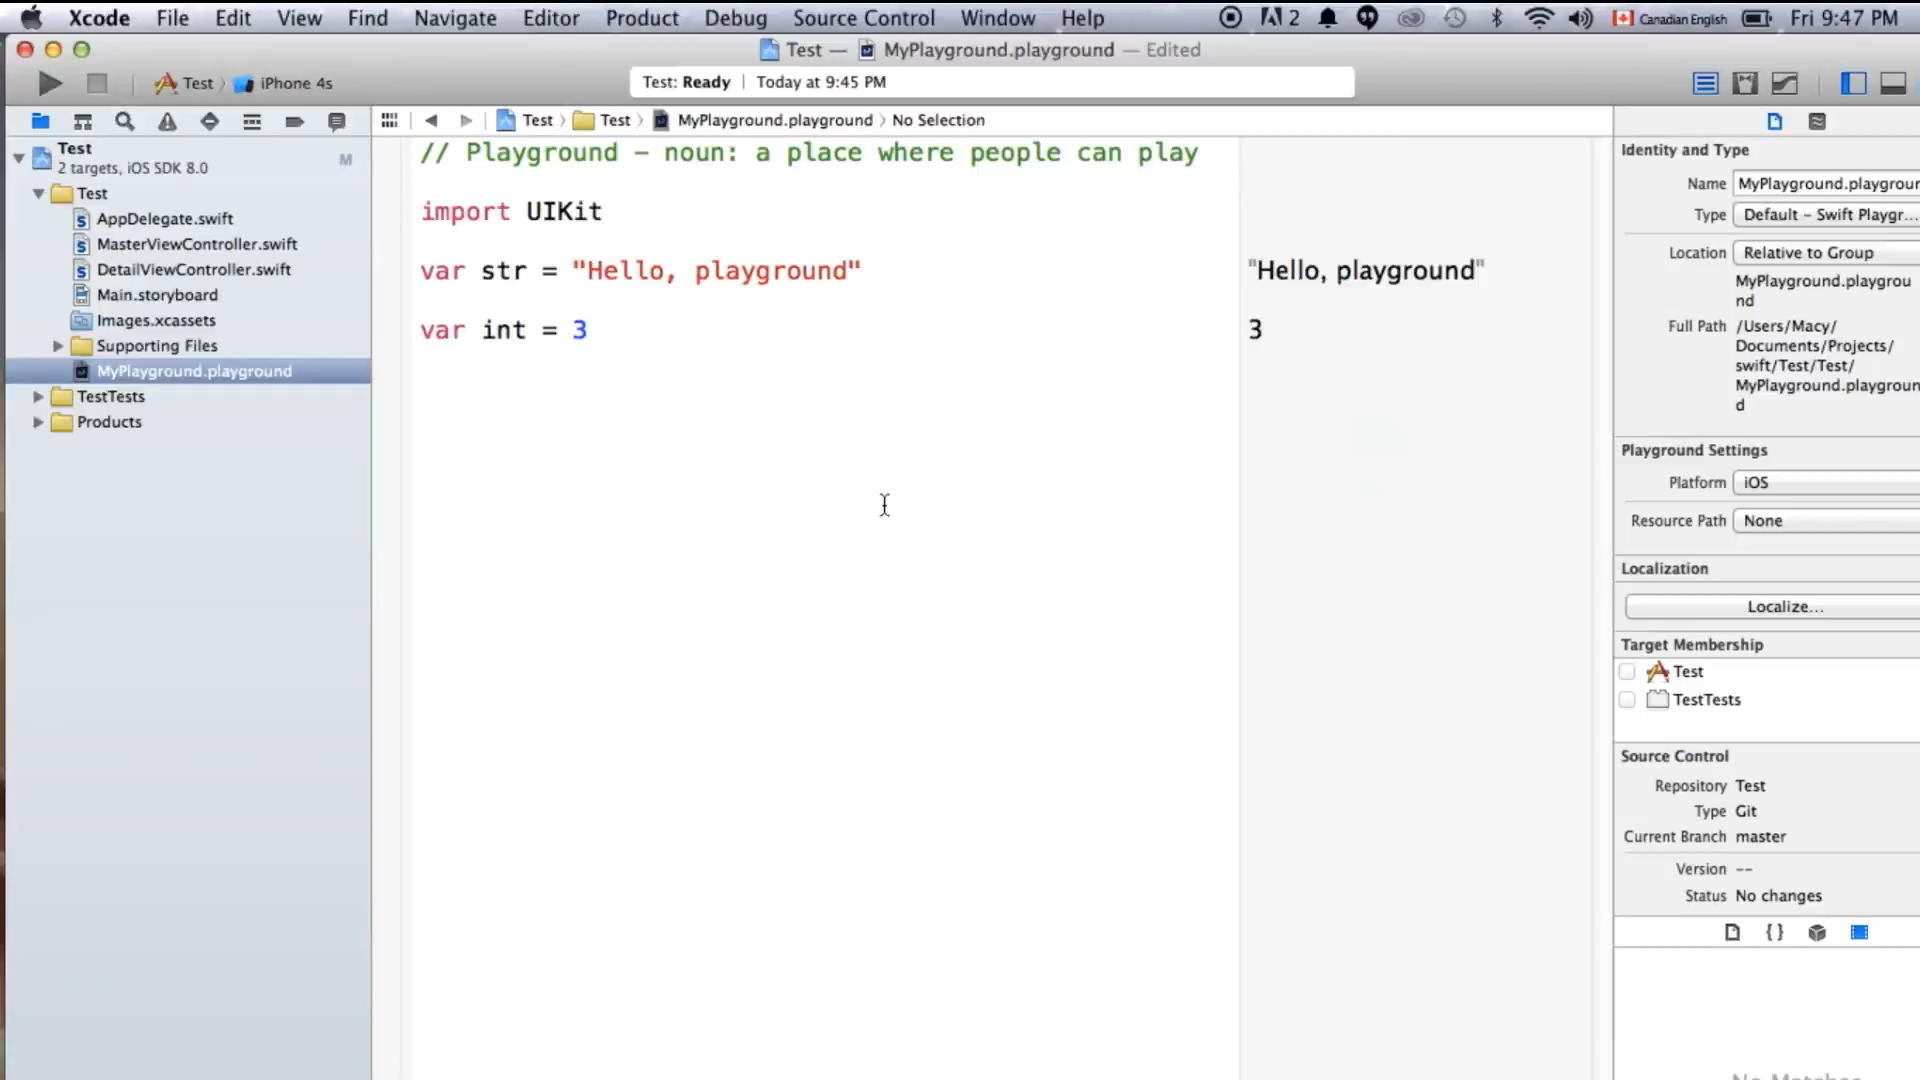 Xcode File Edit View Find Navigate Editor Product Debug Source Control Window Help 2 Canadian English Fri 9:47 PM
Test — MyPlayground.playground — Edited
Test iPhone 4s
Test: Ready | Today at 9:45 PM
Test Test MyPlayground.playground No Selection
Test
2 targets, iOS SDK 8.0
M
Test
AppDelegate.swift
MasterViewController.swift
DetailViewController.swift
Main.storyboard
Images.xcassets
Supporting Files
MyPlayground.playground
TestTests
Products
// Playground - noun: a place where people can play
import UIKit
var str = "Hello, playground"
var int = 3
"Hello, playground"
3
Identity and Type
Name MyPlayground.playgroun
Type Default - Swift Playgr...
Location Relative to Group
MyPlayground.playgrou
nd
Full Path /Users/Macy/
Documents/Projects/
swift/Test/Test/
MyPlayground.playgroun
d
Playground Settings
Platform iOS
Resource Path None
Localization
Localize...
Target Membership
Test
TestTests
Source Control
Repository Test
Type Git
Current Branch master
Version --
Status No changes
{ }